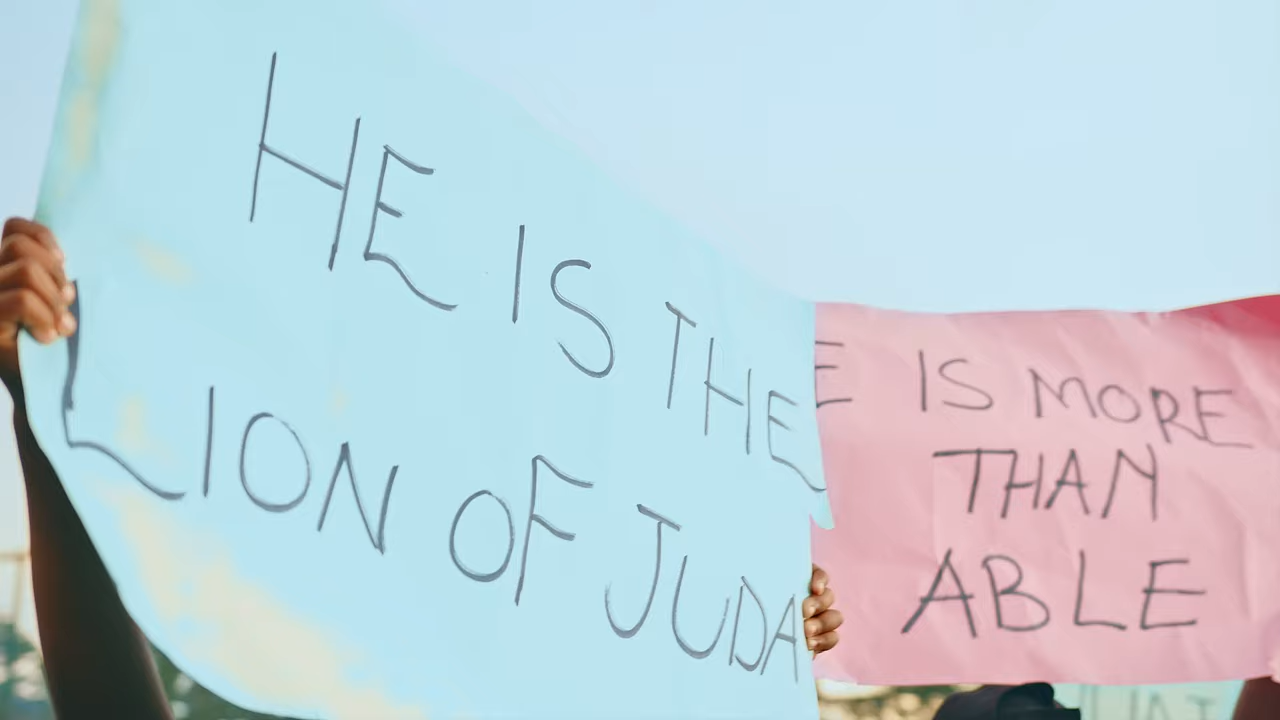 HE IS THE
LION OF JUDA
E IS MORE
THAN
ABLE